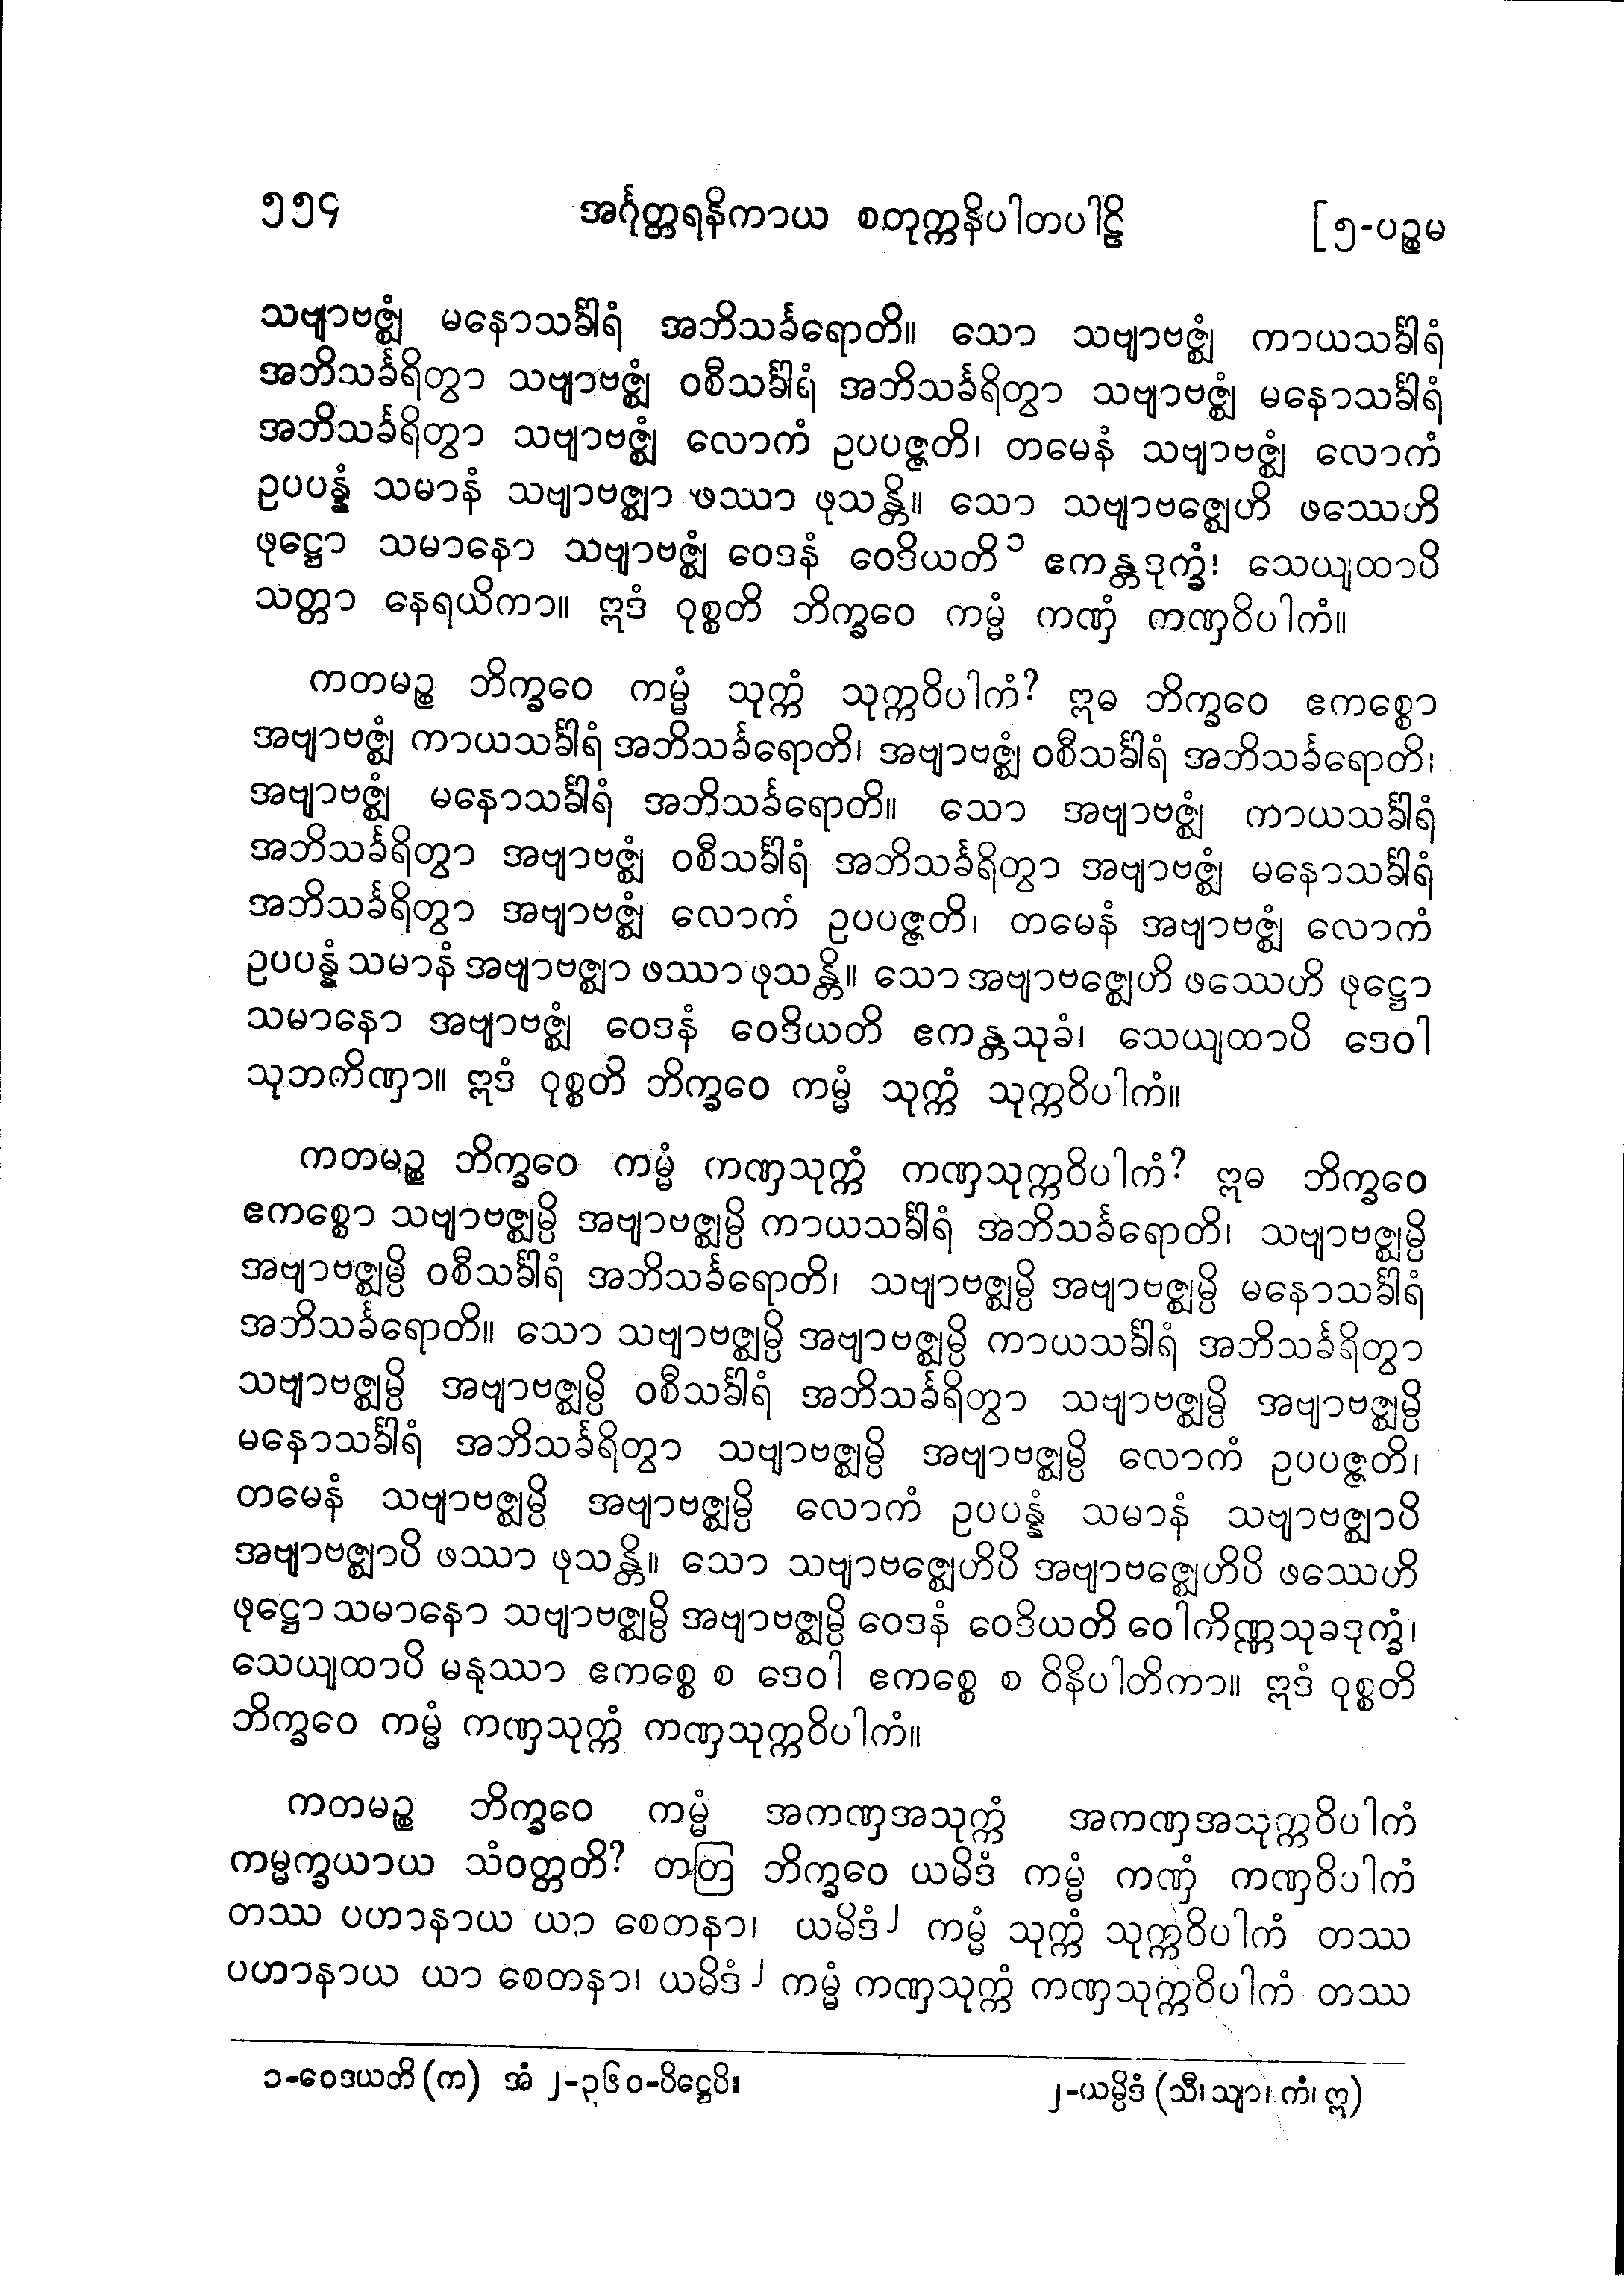 ၅၅၄ အင်္ဂုတ္တရနိကာယ စတုက္ကနိပါတပါဠိ [၅-ပဉ္စမ
သဗျာဗဇ္ဈံ မနောသင်္ခါရံ အဘိသင်္ခရောတိ။ သော သဗျာဗဇ္ဈံ ကာယသင်္ခါရံ
အဘိသင်္ခရိတွာ သဗျာဗဇ္ဈံ ဝစီသင်္ခါရံ အဘိသင်္ခရိတွာ သဗျာဗဇ္ဈံ မနောသင်္ခါရံ
အဘိသင်္ခရိတွာ သဗျာဗဇ္ဈံ လောကံ ဥပပဇ္ဇတိ၊ တမေနံ သဗျာဗဇ္ဈံ လောကံ
ဥပပန္နံ သမာနံ သဗျာဗဇ္ဈာ ဖဿာ ဖုသန္တိ။ သော သဗျာဗဇ္ဈေဟိ ဖဿေဟိ
ဖုဋ္ဌော သမာနော သဗျာဗဇ္ဈံ ဝေဒနံ ဝေဒိယတိ၁ ဧကန္တဒုက္ခံ၊ သေယျထာပိ
သတ္တာ နေရယိကာ။ ဣဒံ ဝုစ္စတိ ဘိက္ခဝေ ကမ္မံ ကဏှံ ကဏှဝိပါကံ။
ကတမဉ္စ ဘိက္ခဝေ ကမ္မံ သုက္ကံ သုက္ကဝိပါကံ? ဣဓ ဘိက္ခဝေ ဧကစ္စော
အဗျာဗဇ္ဈံ ကာယသင်္ခါရံ အဘိသင်္ခရောတိ၊ အဗျာဗဇ္ဈံ ဝစီသင်္ခါရံ အဘိသင်္ခရောတိ၊
အဗျာဗဇ္ဈံ မနောသင်္ခါရံ အဘိသင်္ခရောတိ။ သော အဗျာဗဇ္ဈံ ကာယသင်္ခါရံ
အဘိသင်္ခရိတွာ အဗျာဗဇ္ဈံ ဝစီသင်္ခါရံ အဘိသင်္ခရိတွာ အဗျာဗဇ္ဈံ မနောသင်္ခါရံ
အဘိသင်္ခရိတွာ အဗျာဗဇ္ဈံ လောကံ ဥပပဇ္ဇတိ၊ တမေနံ အဗျာဗဇ္ဈံ လောကံ
ဥပပန္နံ သမာနံ အဗျာဗဇ္ဈာ ဖဿာ ဖုသန္တိ။ သော အဗျာဗဇ္ဈေဟိ ဖဿေဟိ ဖုဋ္ဌော
သမာနော အဗျာဗဇ္ဈံ ဝေဒနံ ဝေဒိယတိ ဧကန္တသုခံ၊ သေယျထာပိ ဒေဝါ
သုဘကိဏှာ။ ဣဒံ ဝုစ္စတိ ဘိက္ခဝေ ကမ္မံ သုက္ကံ သုက္ကဝိပါကံ။
ကတမဉ္စ ဘိက္ခဝေ ကမ္မံ ကဏှသုက္ကံ ကဏှသုက္ကဝိပါကံ? ဣဓ ဘိက္ခဝေ
ဧကစ္စော သဗျာဗဇ္ဈမ္ပိ အဗျာဗဇ္ဈမ္ပိ ကာယသင်္ခါရံ အဘိသင်္ခရောတိ၊ သဗျာဗဇ္ဈမ္ပိ
အဗျာဗဇ္ဈမ္ပိ ဝစီသင်္ခါရံ အဘိသင်္ခရောတိ၊ သဗျာဗဇ္ဈမ္ပိ အဗျာဗဇ္ဈမ္ပိ မနောသင်္ခါရံ
အဘိသင်္ခရောတိ။ သော သဗျာဗဇ္ဈမ္ပိ အဗျာဗဇ္ဈမ္ပိ ကာယသင်္ခါရံ အဘိသင်္ခရိတွာ
သဗျာဗဇ္ဈမ္ပိ အဗျာဗဇ္ဈမ္ပိ ဝစီသင်္ခါရံ အဘိသင်္ခရိတွာ သဗျာဗဇ္ဈမ္ပိ အဗျာဗဇ္ဈမ္ပိ
မနောသင်္ခါရံ အဘိသင်္ခရိတွာ သဗျာဗဇ္ဈမ္ပိ အဗျာဗဇ္ဈမ္ပိ လောကံ ဥပပဇ္ဇတိ၊
တမေနံ သဗျာဗဇ္ဈမ္ပိ အဗျာဗဇ္ဈမ္ပိ လောကံ ဥပပန္နံ သမာနံ သဗျာဗဇ္ဈာပိ
အဗျာဗဇ္ဈာပိ ဖဿာ ဖုသန္တိ။ သော သဗျာဗဇ္ဈေဟိပိ အဗျာဗဇ္ဈေဟိပိ ဖဿေဟိ
ဖုဋ္ဌော သမာနော သဗျာဗဇ္ဈမ္ပိ အဗျာဗဇ္ဈမ္ပိ ဝေဒနံ ဝေဒိယတိ ဝေါကိဏ္ဏသုခဒုက္ခံ၊
သေယျထာပိ မနုဿာ ဧကစ္စေ စ ဒေဝါ ဧကစ္စေ စ ဝိနိပါတိကာ။ ဣဒံ ဝုစ္စတိ
ဘိက္ခဝေ ကမ္မံ ကဏှသုက္ကံ ကဏှသုက္ကဝိပါကံ။
ကတမဉ္စ ဘိက္ခဝေ ကမ္မံ အကဏှအသုက္ကံ အကဏှအသုက္ကဝိပါကံ
ကမ္မက္ခယာယ သံဝတ္တတိ? တတြ ဘိက္ခဝေ ယမိဒံ ကမ္မံ ကဏှံ ကဏှဝိပါကံ
တဿ ပဟာနာယ ယာ စေတနာ၊ ယမိဒံ၂ ကမ္မံ သုက္ကံ သုက္ကဝိပါကံ တဿ
ပဟာနာယ ယာ စေတနာ၊ ယမိဒံ၂ ကမ္မံ ကဏှသုက္ကံ ကဏှသုက္ကဝိပါကံ တဿ
၁-ဝေဒယတိ (က) အံ ၂-၃၆၀-ပိဋ္ဌေပိ။ ၂-ယမ္ပိဒံ (သီ၊ သျာ၊ ကံ၊ ဣ)